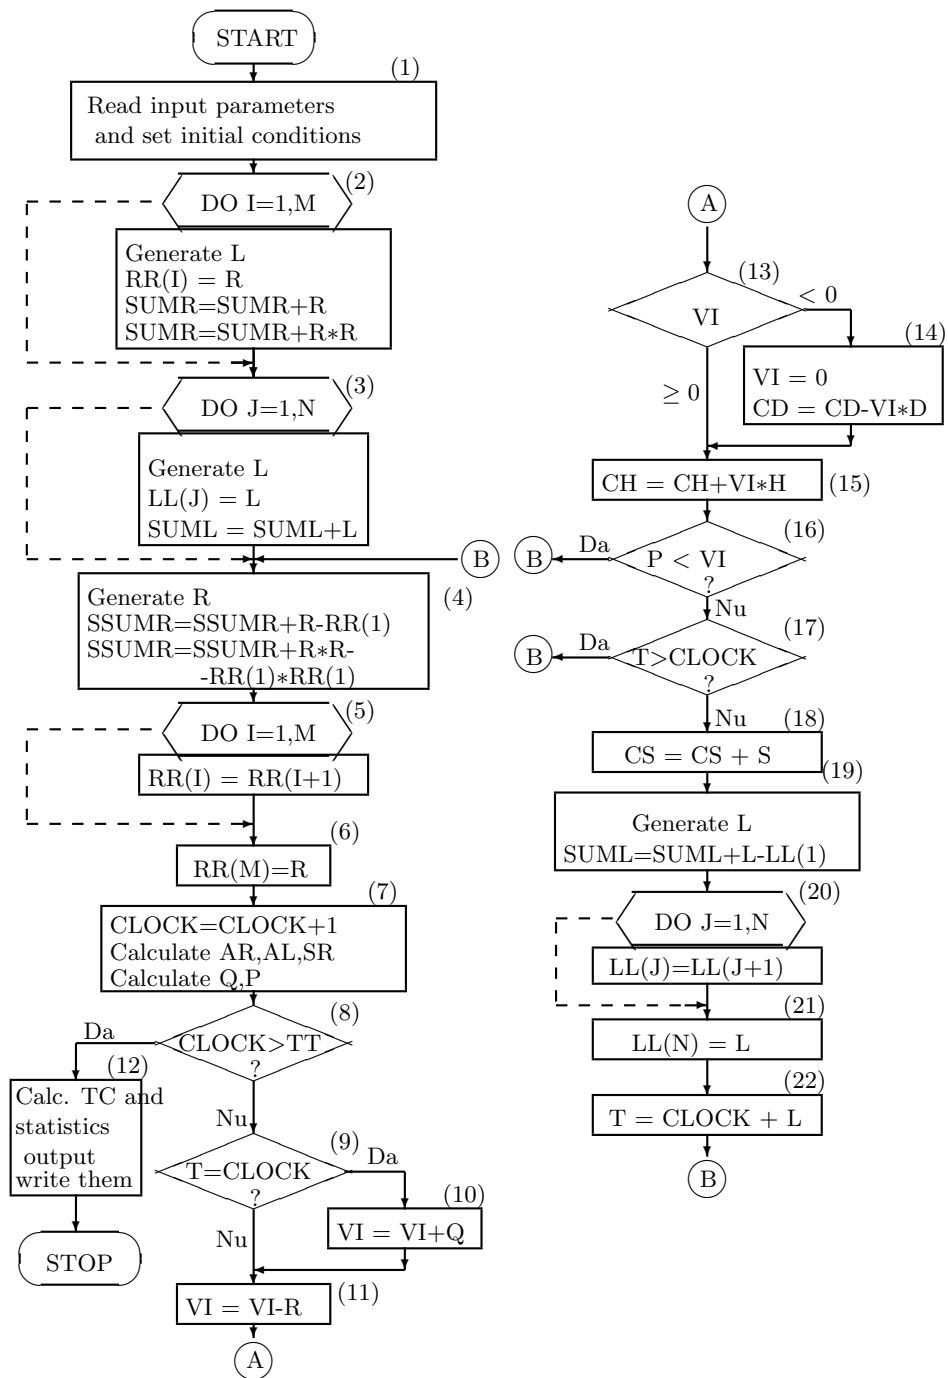 START
(1)
Read input parameters
and set initial conditions
(2)
DO I=1,M
Generate L
RR(I) = R
SUMR=SUMR+R
SUMR=SUMR+R*R
(3)
DO J=1,N
Generate L
LL(J) = L
SUML = SUML+L
B
(4)
Generate R
SSUMR=SSUMR+R-RR(1)
SSUMR=SSUMR+R*R-
-RR(1)*RR(1)
(5)
DO I=1,M
RR(I) = RR(I+1)
(6)
RR(M)=R
(7)
CLOCK=CLOCK+1
Calculate AR,AL,SR
Calculate Q,P
(8)
Da
CLOCK>TT
?
(12)
Calc. TC and
statistics
output
write them
STOP
Nu
(9)
T=CLOCK
?
Da
(10)
VI = VI+Q
Nu
(11)
VI = VI-R
A
A
(13)
VI
< 0
(14)
VI = 0
CD = CD-VI*D
≥ 0
CH = CH+VI*H
(15)
(16)
B
Da
P < VI
?
Nu
(17)
B
Da
T>CLOCK
?
Nu
(18)
CS = CS + S
(19)
Generate L
SUML=SUML+L-LL(1)
(20)
DO J=1,N
LL(J)=LL(J+1)
(21)
LL(N) = L
(22)
T = CLOCK + L
B